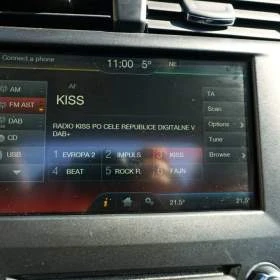 Connect a phone
11:00 5°
AM
FM AST
DAB
CD
USB
AF
KISS
RADIO KISS PO CELE REPUBLICE DIGITALNE V
DAB+
1 EVROPA 2
2 IMPULS
3 KISS
4 BEAT
5 ROCK R.
6 FAJN
TA
Scan
Options
Tune
Browse
21,5°
21,5°